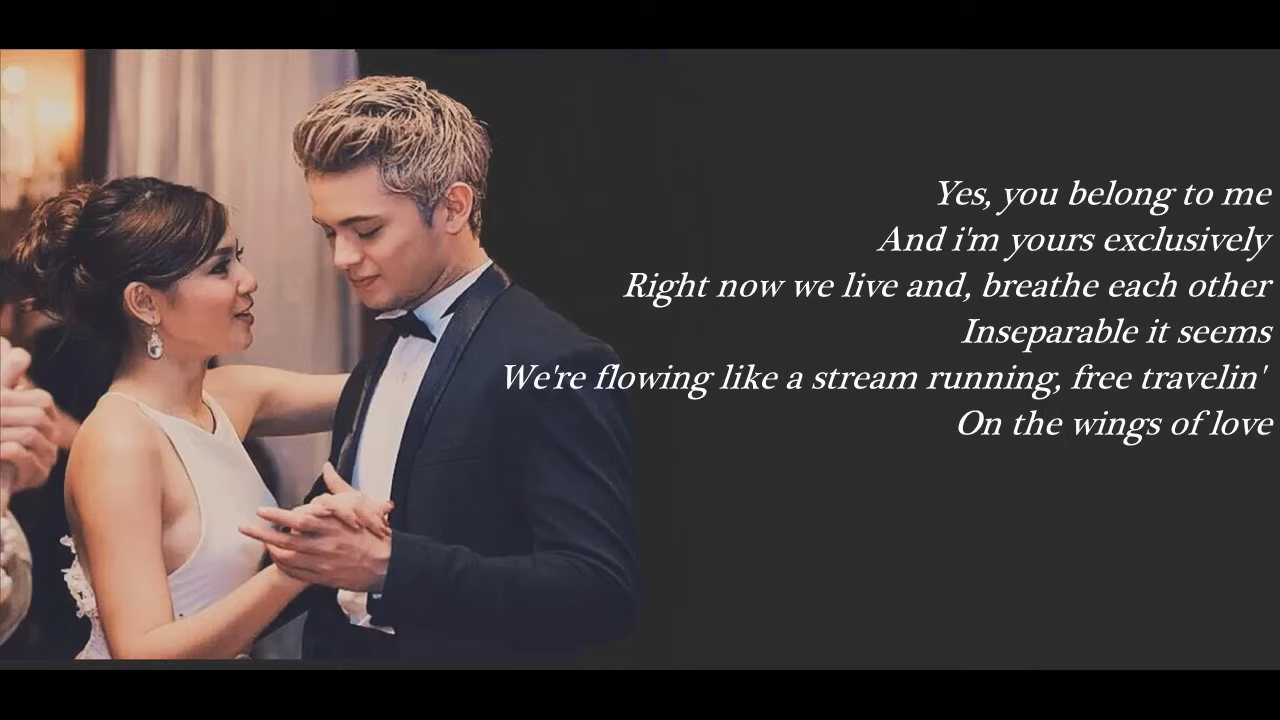 Yes, you belong to me
And i'm yours exclusively
Right now we live and, breathe each other
Inseparable it seems
We're flowing like a stream running, free travelin'
On the wings of love